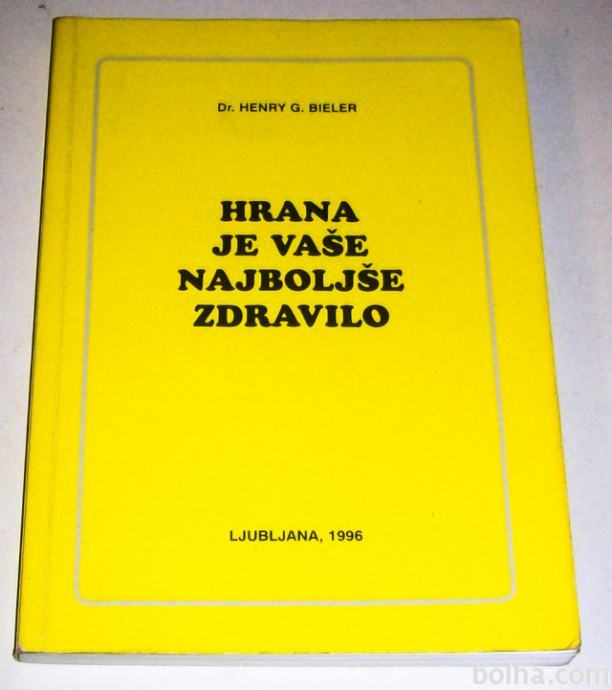 Dr. HENRY G. BIELER
HRANA
JE VAŠE
NAJBOLJŠE
ZDRAVILO
LJUBLJANA, 1996
bolha.com